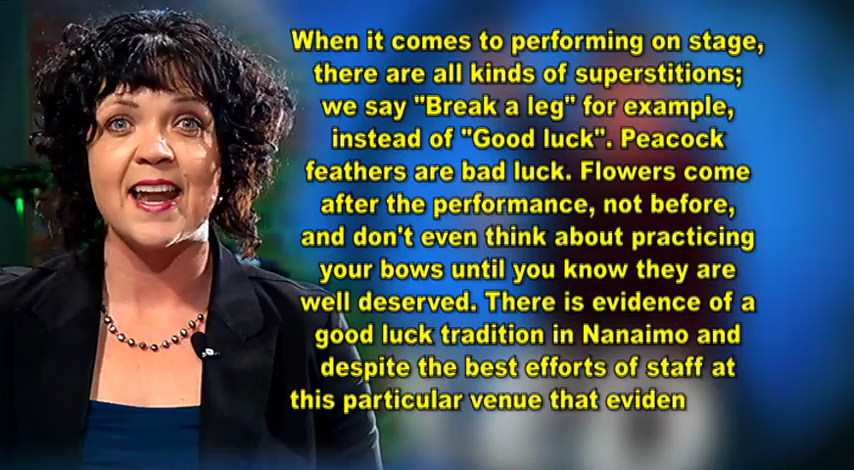 When it comes to performing on stage,
there are all kinds of superstitions;
we say "Break a leg" for example,
instead of "Good luck". Peacock
feathers are bad luck. Flowers come
after the performance, not before,
and don't even think about practicing
your bows until you know they are
well deserved. There is evidence of a
good luck tradition in Nanaimo and
despite the best efforts of staff at
this particular venue that eviden